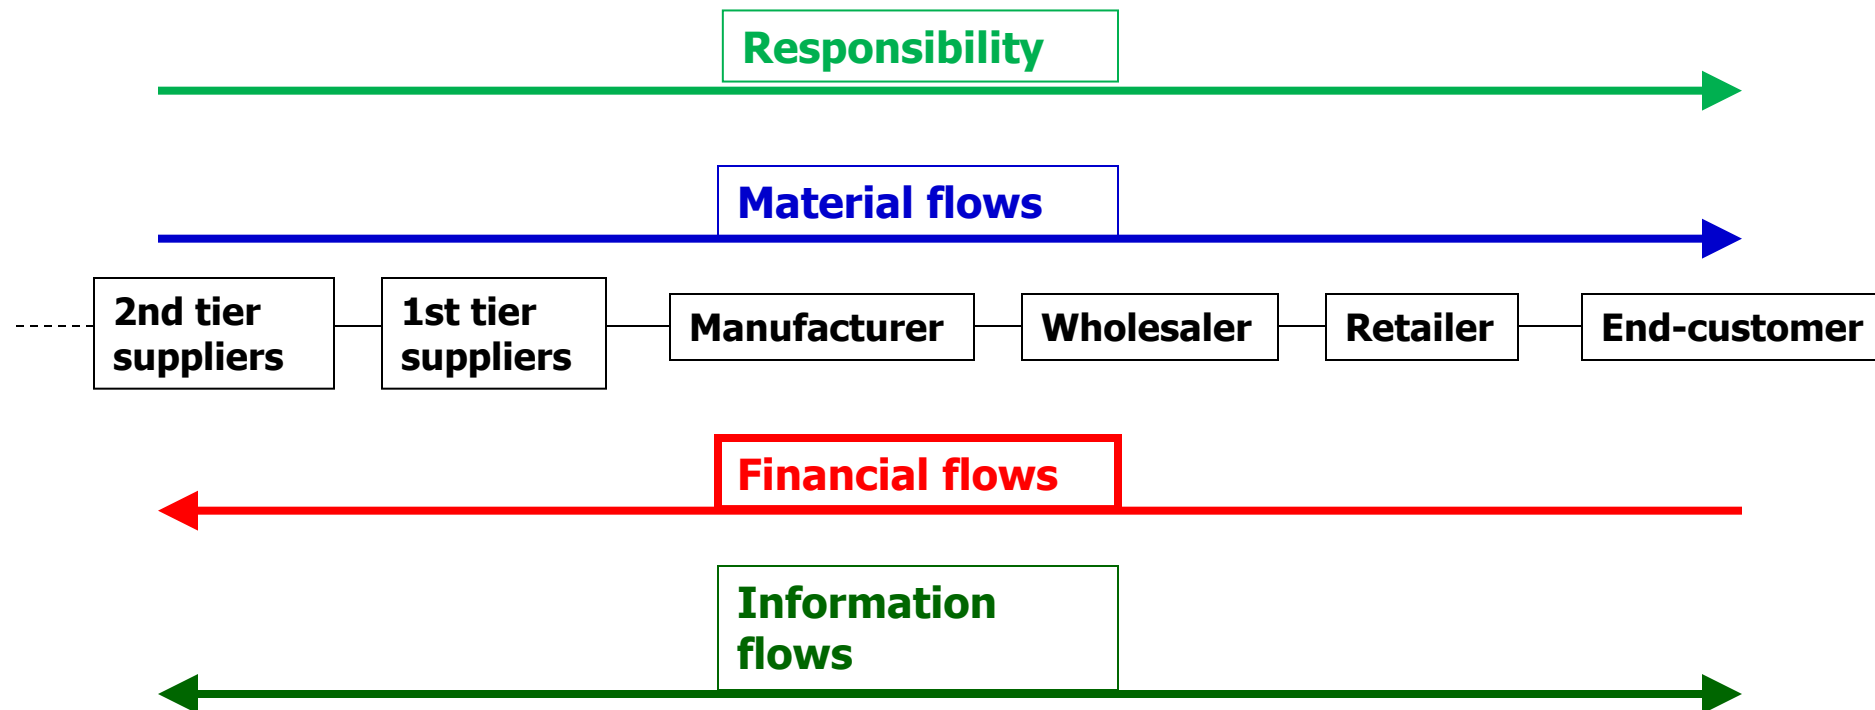 Responsibility
Material flows
2nd tier
suppliers
1st tier
suppliers
Manufacturer
Wholesaler
Retailer
End-customer
Financial flows
Information
flows